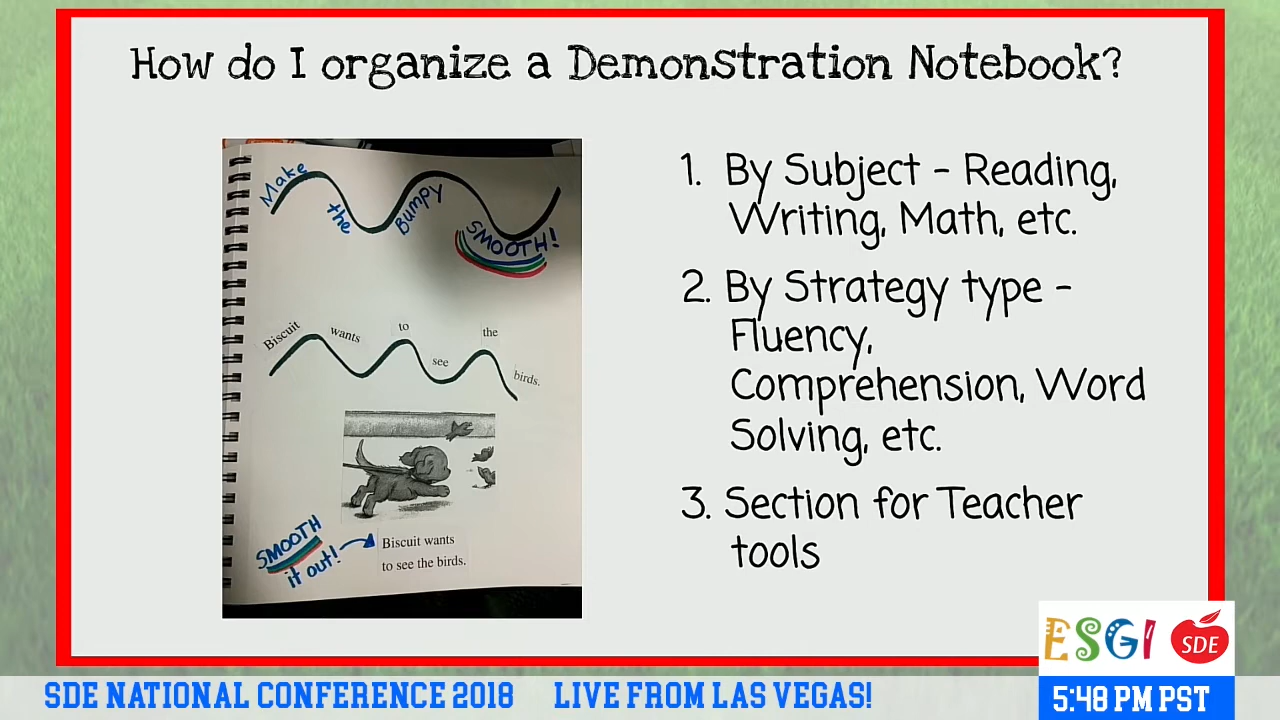 How do I organize a Demonstration Notebook?
Make the Bumpy SMOOTH!
Biscuit wants to see the birds.
SMOOTH
it out!
Biscuit wants
to see the birds.
1. By Subject - Reading,
Writing, Math, etc.
2. By Strategy type -
Fluency,
Comprehension, Word
Solving, etc.
3. Section for Teacher
tools
ESGI SDE
SDE NATIONAL CONFERENCE 2018 LIVE FROM LAS VEGAS! 5:48 PM PST